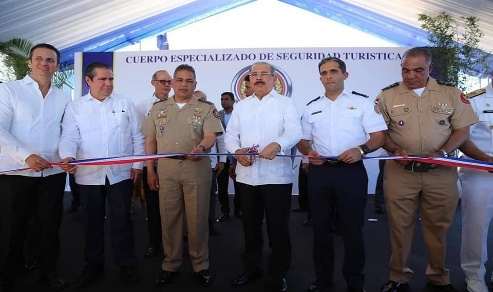 CUERPO ESPECIALIZADO DE SEGURIDAD TURISTICA